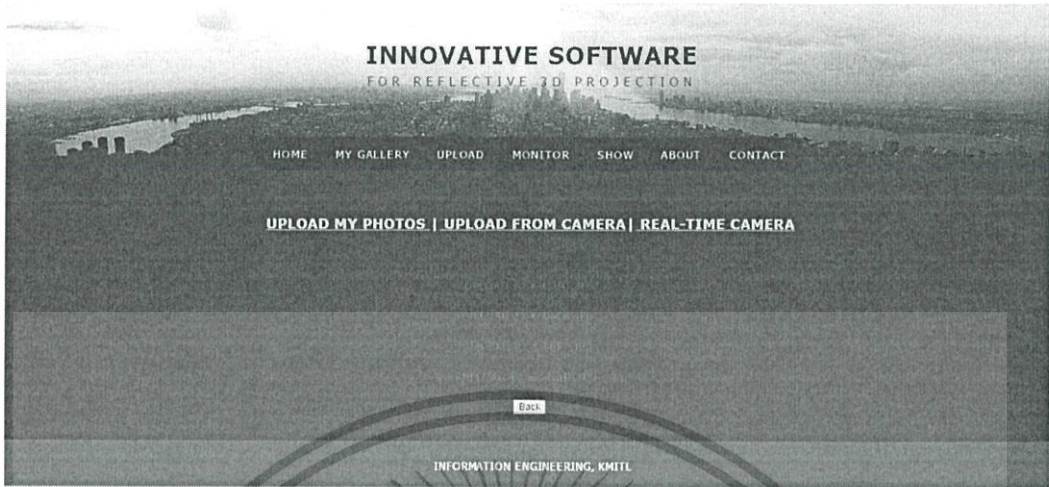 INNOVATIVE SOFTWARE
FOR REFLECTIVE 3D PROJECTION
HOME MY GALLERY UPLOAD MONITOR SHOW ABOUT CONTACT
UPLOAD MY PHOTOS | UPLOAD FROM CAMERA| REAL-TIME CAMERA
Back
INFORMATION ENGINEERING, KMITL